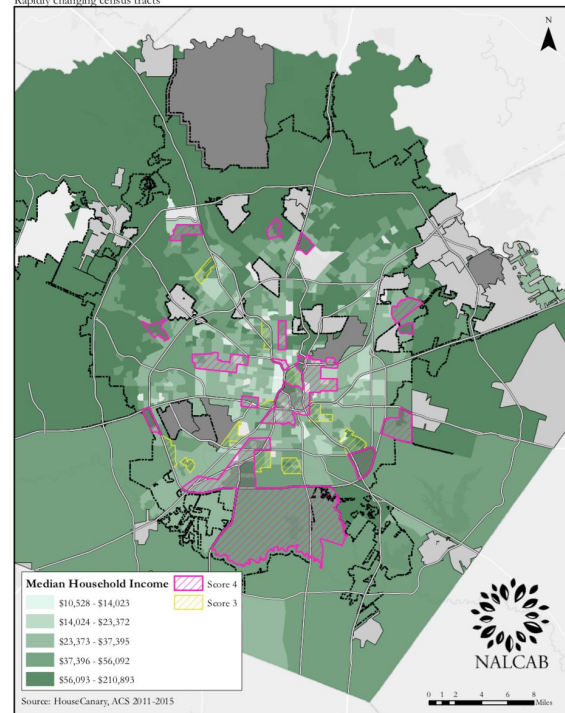 Rapidly changing census tracts
N
Median Household Income
$10,528 - $14,023
$14,024 - $23,372
$23,373 - $37,395
$37,396 - $56,092
$56,093 - $210,893
Score 4
Score 3
Source: HouseCanary, ACS 2011-2015
NALCAB
0 1 2 4 6 8
Miles